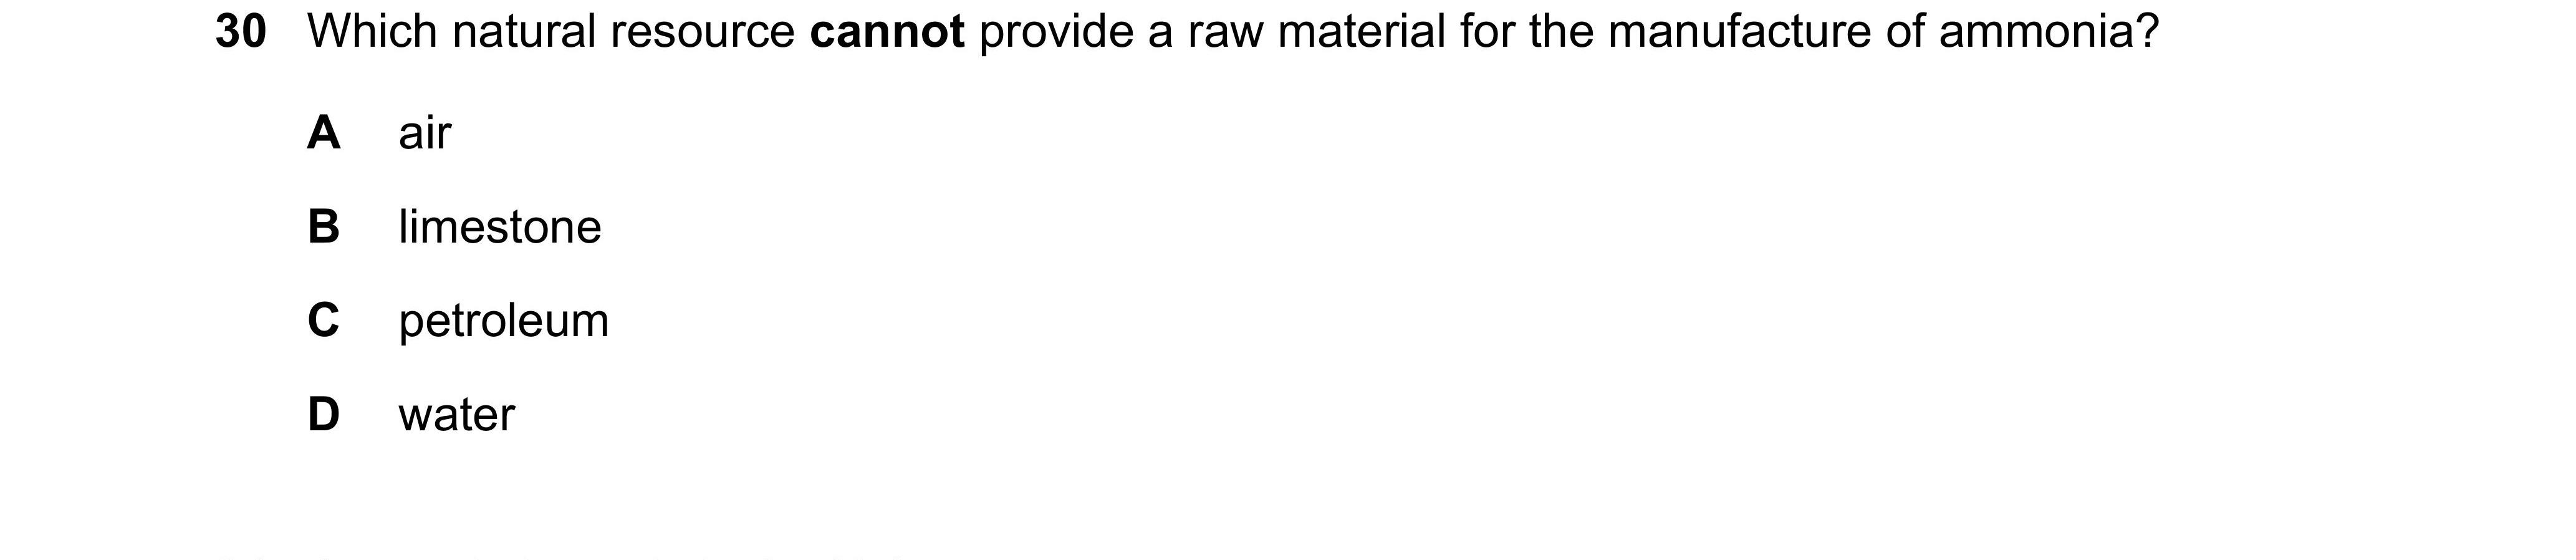 30 Which natural resource cannot provide a raw material for the manufacture of ammonia?
A air
B limestone
C petroleum
D water